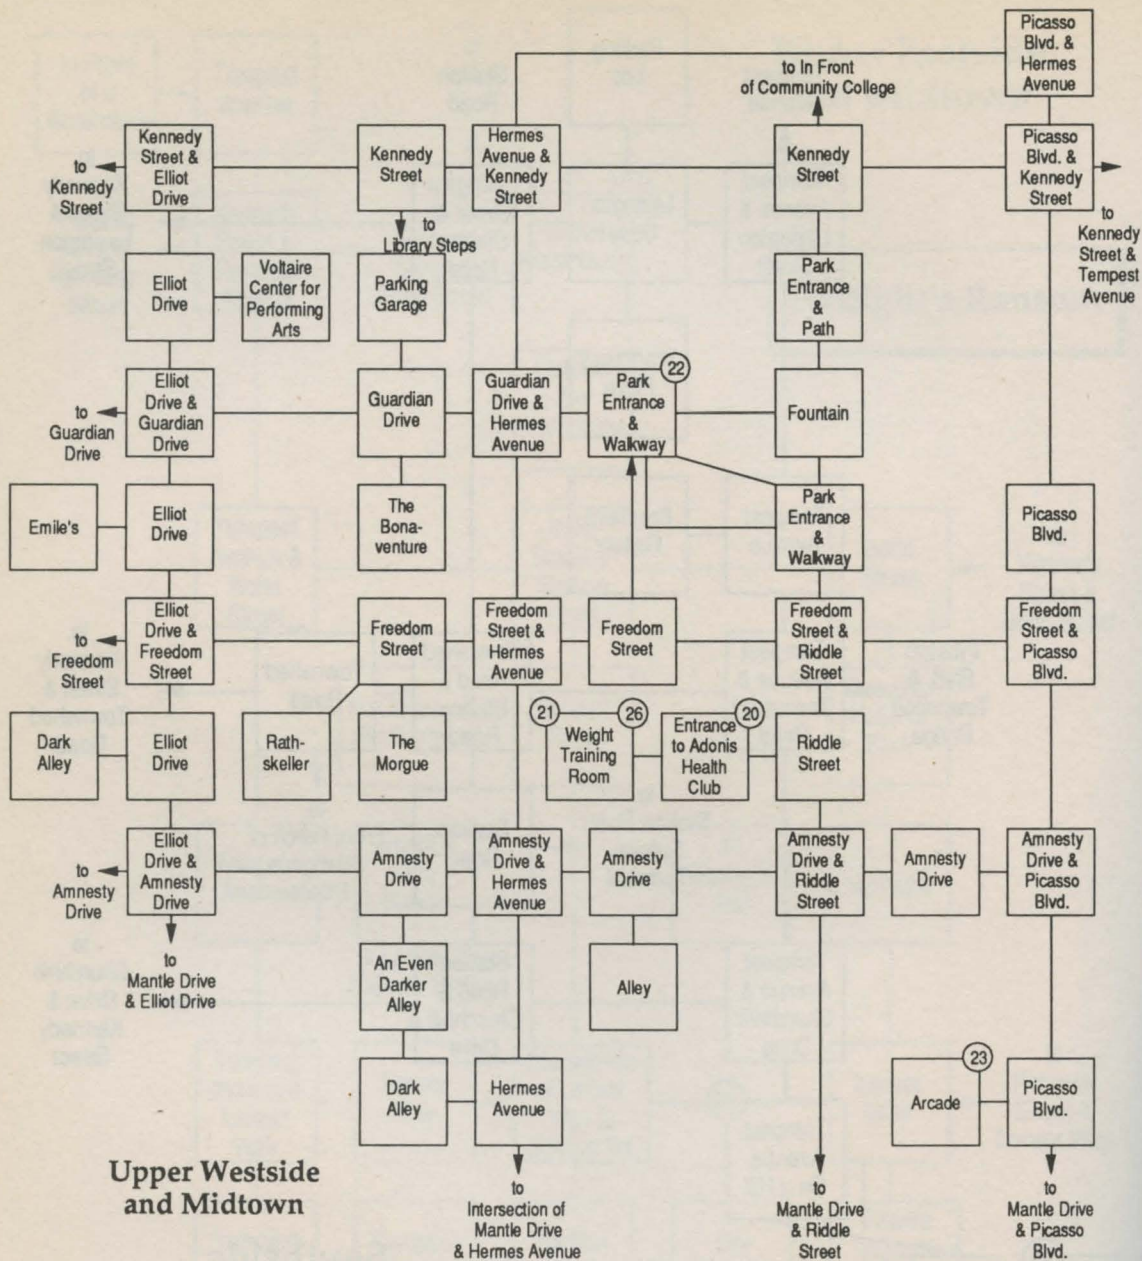 Picasso
Blvd. &
Hermes
Avenue
to In Front
of Community College
to
Kennedy
Street
Kennedy
Street &
Elliot
Drive
Kennedy
Street
Hermes
Avenue &
Kennedy
Street
Kennedy
Street
Picasso
Blvd. &
Kennedy
Street
to
Kennedy
Street &
Tempest
Avenue
to
Library Steps
Elliot
Drive
Voltaire
Center for
Performing
Arts
Parking
Garage
Park
Entrance
&
Path
to
Guardian
Drive
Elliot
Drive &
Guardian
Drive
Guardian
Drive
Guardian
Drive &
Hermes
Avenue
22
Park
Entrance
&
Walkway
Fountain
Emile's
Elliot
Drive
The
Bona-
venture
Park
Entrance
&
Walkway
Picasso
Blvd.
to
Freedom
Street
Elliot
Drive &
Freedom
Street
Freedom
Street
Freedom
Street &
Hermes
Avenue
Freedom
Street
Freedom
Street &
Riddle
Street
Freedom
Street &
Picasso
Blvd.
Dark
Alley
Elliot
Drive
Rath-
skeller
The
Morgue
21
26
Weight
Training
Room
20
Entrance
to Adonis
Health
Club
Riddle
Street
to
Amnesty
Drive
Elliot
Drive &
Amnesty
Drive
Amnesty
Drive
Amnesty
Drive &
Hermes
Avenue
Amnesty
Drive
Amnesty
Drive &
Riddle
Street
Amnesty
Drive
Amnesty
Drive &
Picasso
Blvd.
to
Mantle Drive
& Elliot Drive
An Even
Darker
Alley
Alley
Dark
Alley
Hermes
Avenue
23
Arcade
Picasso
Blvd.
Upper Westside
and Midtown
to
Intersection of
Mantle Drive
& Hermes Avenue
to
Mantle Drive
& Riddle
Street
to
Mantle Drive
& Picasso
Blvd.